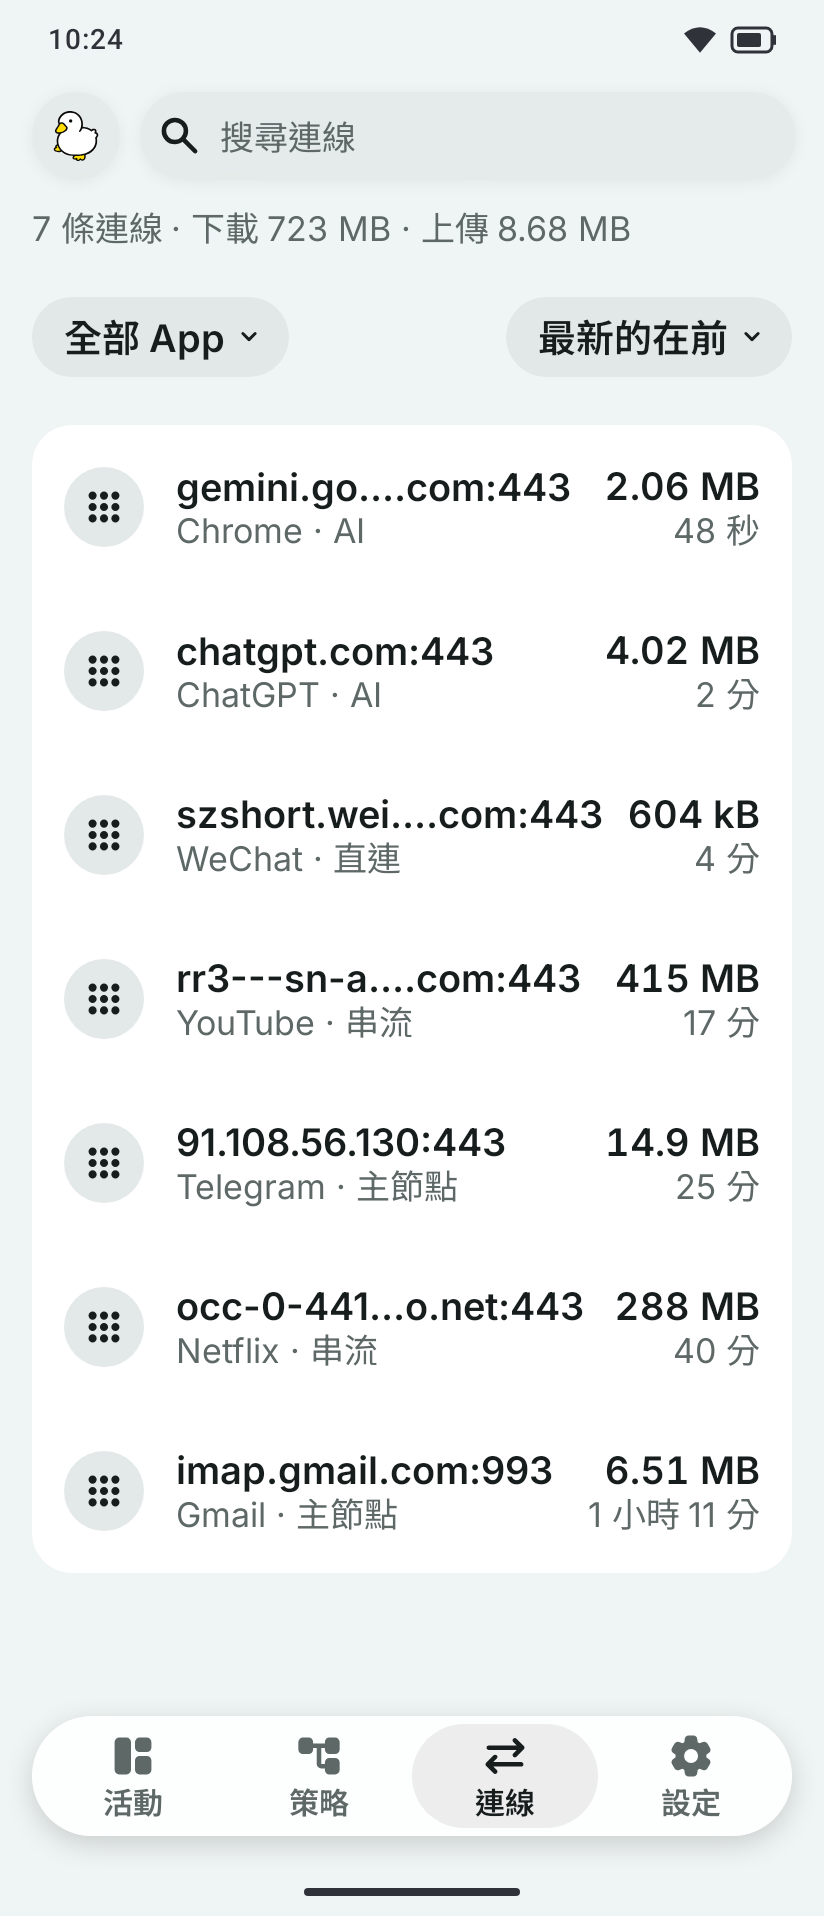 10:24
搜尋連線
7 條連線 · 下載 723 MB · 上傳 8.68 MB
全部 App
最新的在前
gemini.go....com:443 2.06 MB
Chrome · AI 48 秒
chatgpt.com:443 4.02 MB
ChatGPT · AI 2 分
szshort.wei....com:443 604 kB
WeChat · 直連 4 分
rr3---sn-a....com:443 415 MB
YouTube · 串流 17 分
91.108.56.130:443 14.9 MB
Telegram · 主節點 25 分
occ-0-441...o.net:443 288 MB
Netflix · 串流 40 分
imap.gmail.com:993 6.51 MB
Gmail · 主節點 1 小時 11 分
活動 策略 連線 設定